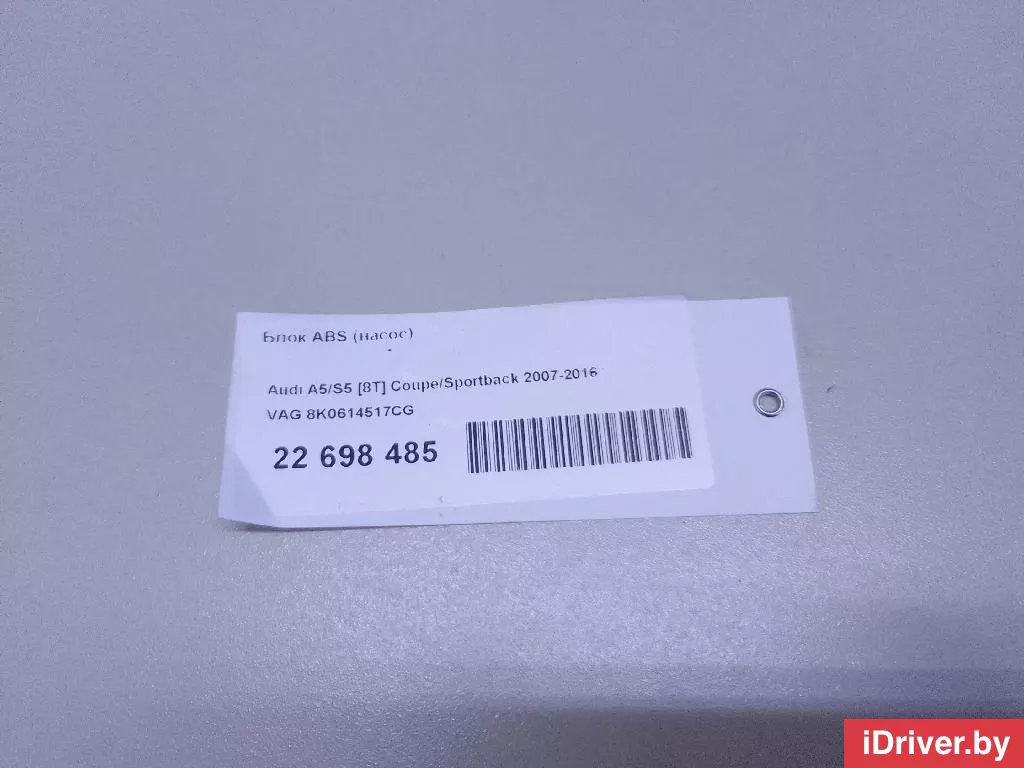 Блок ABS (насос)
Audi A5/S5 [8T] Coupe/Sportback 2007-2016
VAG 8K0614517CG
22 698 485
iDriver.by